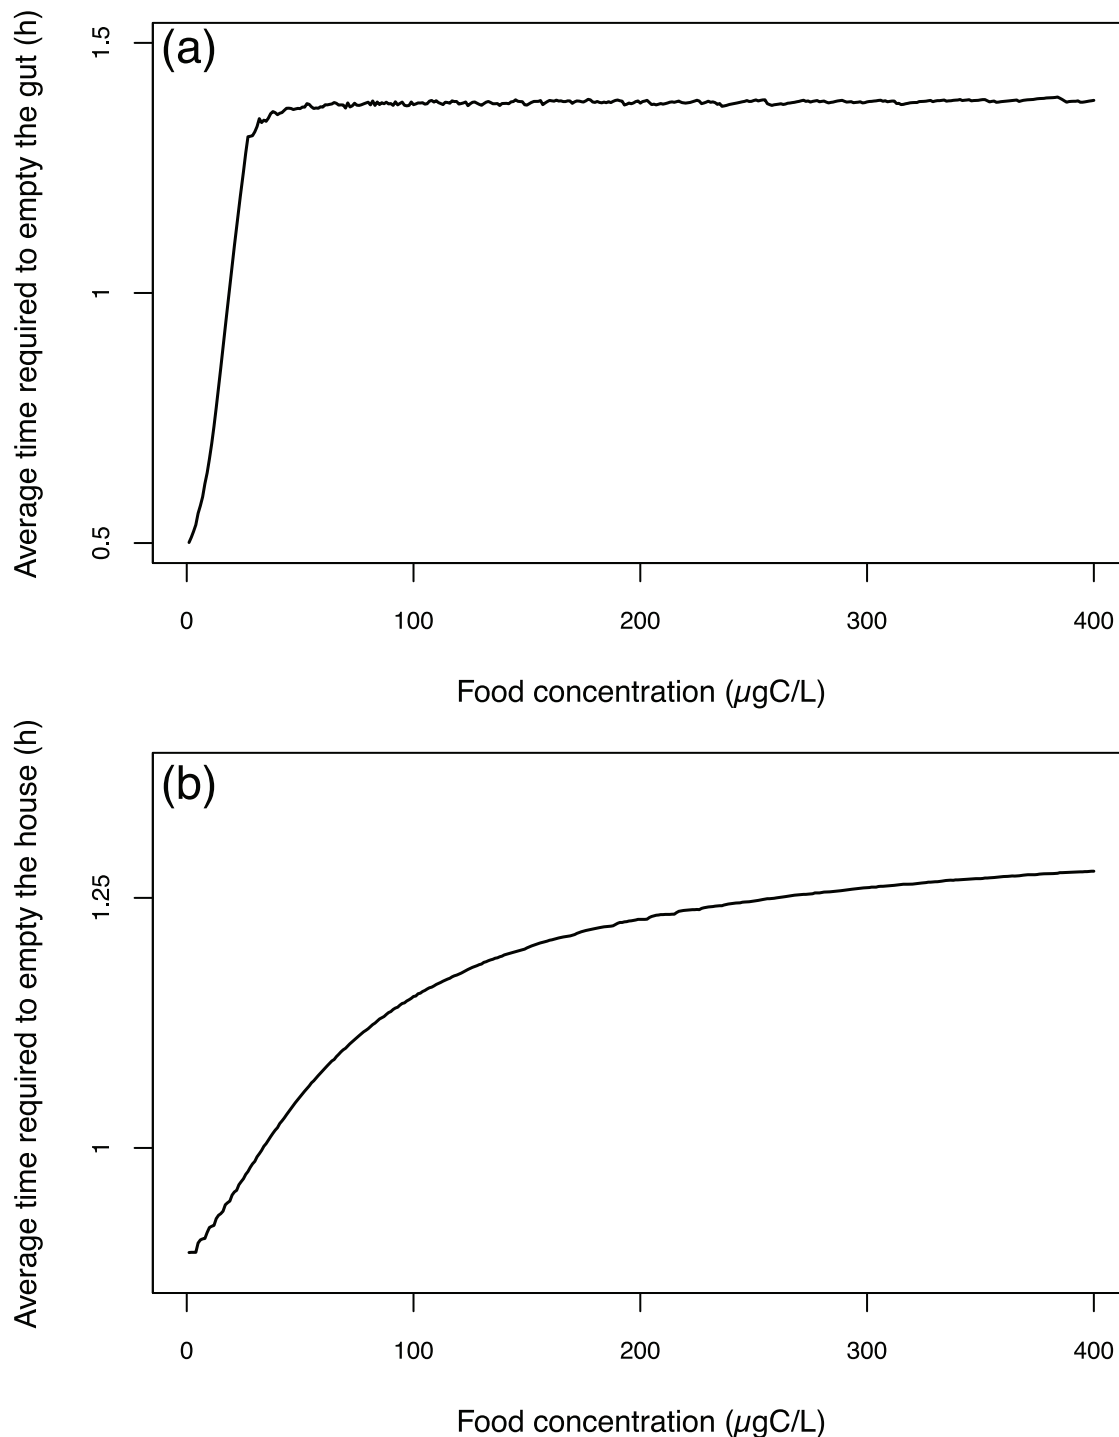 (a)
Average time required to empty the gut (h)
1.5
1
0.5
0 100 200 300 400
Food concentration (µgC/L)
(b)
Average time required to empty the house (h)
1.25
1
0 100 200 300 400
Food concentration (µgC/L)